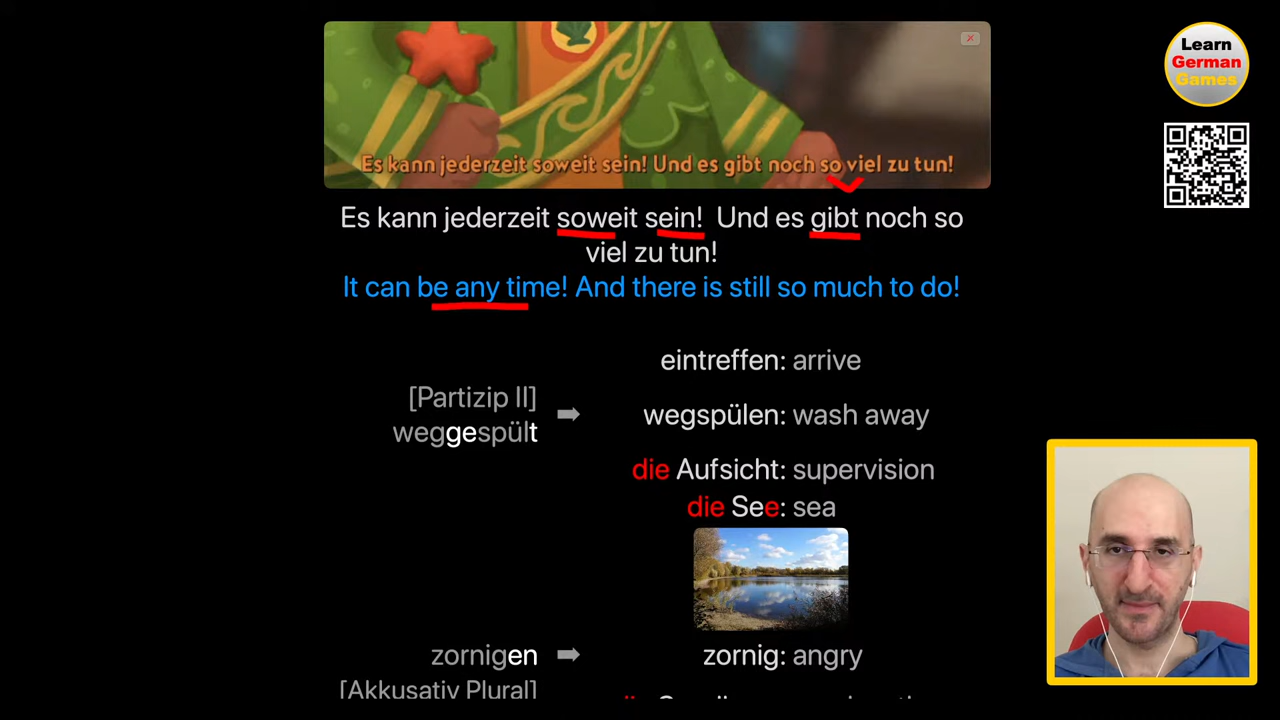 Learn
German
Games
Es kann jederzeit soweit sein! Und es gibt noch so viel zu tun!
Es kann jederzeit soweit sein! Und es gibt noch so
viel zu tun!
It can be any time! And there is still so much to do!
eintreffen: arrive
[Partizip II]
weggespült
➡ wegspülen: wash away
die Aufsicht: supervision
die See: sea
zornigen ➡ zornig: angry
[Akkusativ Plural]